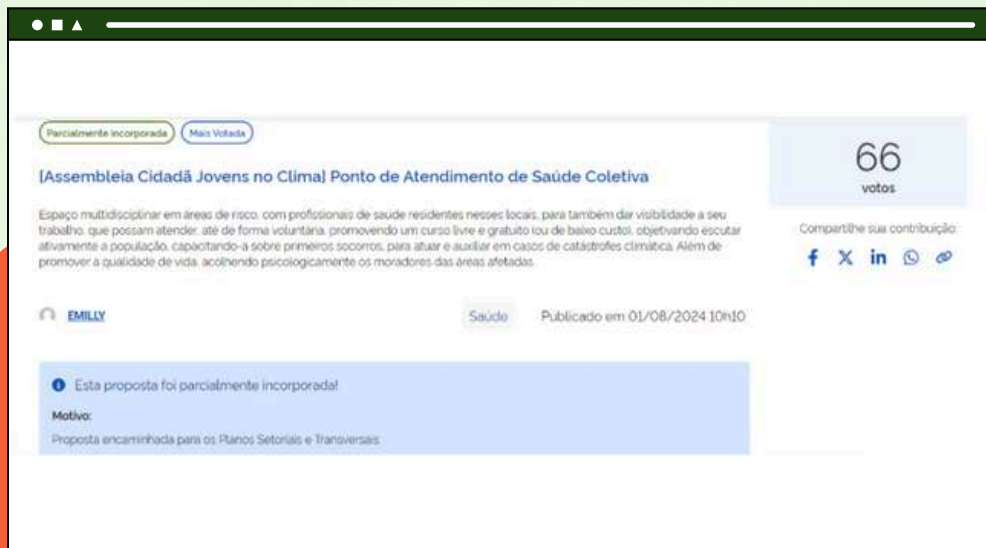 Parcialmente incorporada Mais Votada
[Assembleia Cidadã Jovens no Clima] Ponto de Atendimento de Saúde Coletiva
Espaço multidisciplinar em áreas de risco, com profissionais de saúde residentes nesses locais, para também dar visibilidade a seu
trabalho, que possam atender, até de forma voluntária, promovendo um curso livre e gratuito (ou de baixo custo), objetivando escutar
ativamente a população, capacitando-a sobre primeiros socorros, para atuar e auxiliar em casos de catástrofes climática. Além de
promover a qualidade de vida, acolhendo psicologicamente os moradores das áreas afetadas.
EMILLY
Saúde
Publicado em 01/08/2024 10h10
Esta proposta foi parcialmente incorporada!
Motivo:
Proposta encaminhada para os Planos Setoriais e Transversais
66
votos
Compartilhe sua contribuição: